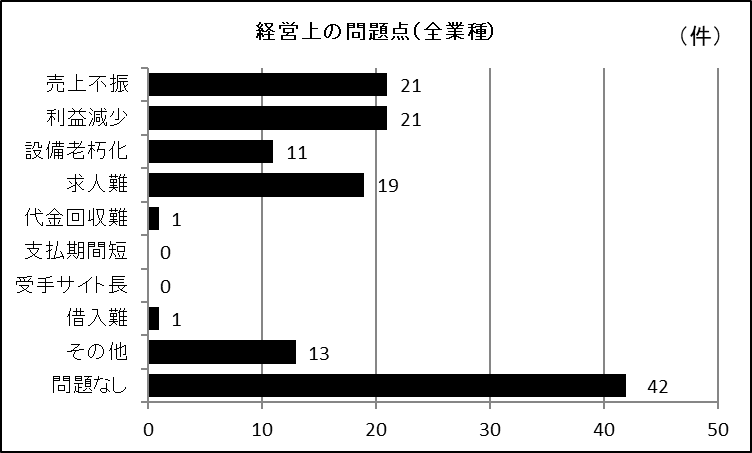 経営上の問題点(全業種)
(件)
売上不振 21
利益減少 21
設備老朽化 11
求人難 19
代金回収難 1
支払期間短 0
受手サイト長 0
借入難 1
その他 13
問題なし 42
0 10 20 30 40 50